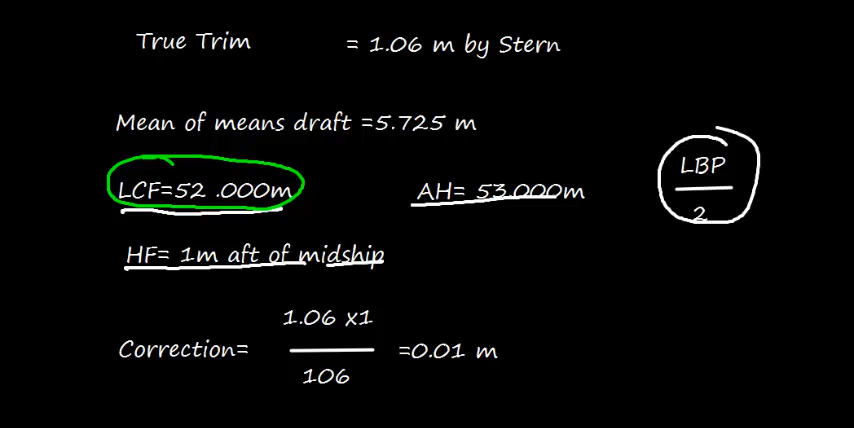 True Trim = 1.06 m by Stern
Mean of means draft =5.725 m
LCF=52 .000m AH= 53.000m
LBP
2
HF= 1m aft of midship
1.06 x1
Correction= =0.01 m
106